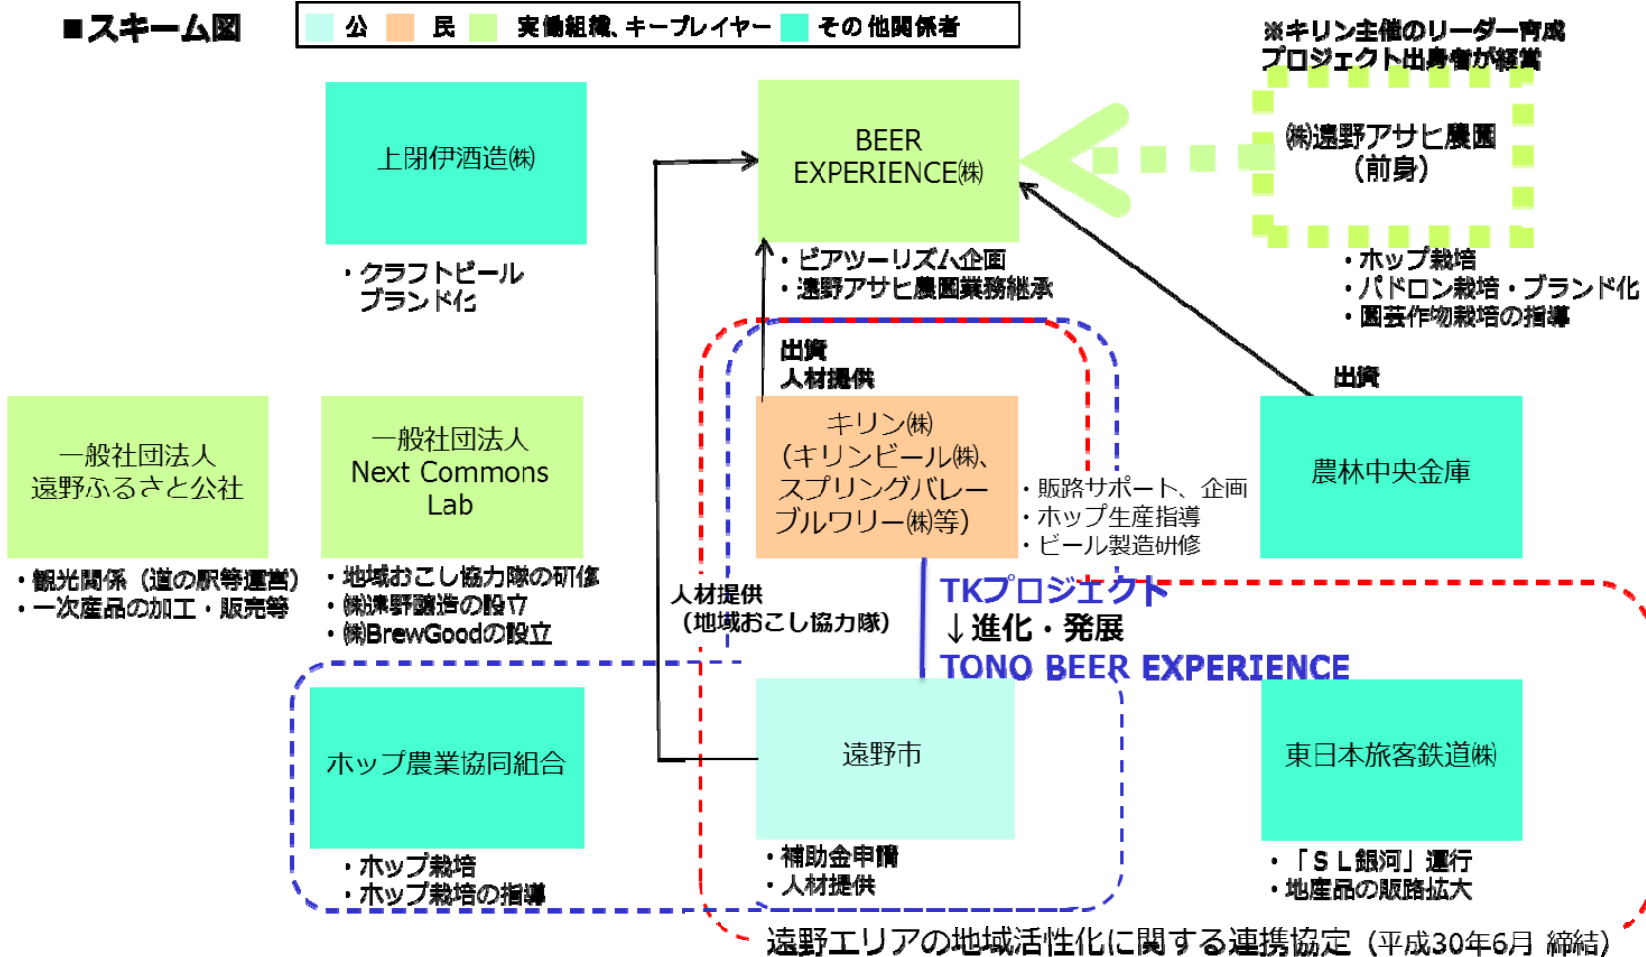 ■スキーム図
公 民 実働組織、キープレイヤー その他関係者
※キリン主催のリーダー育成
プロジェクト出身者が経営
上閉伊酒造㈱
・クラフトビール
ブランド化
BEER
EXPERIENCE㈱
・ビアツーリズム企画
・遠野アサヒ農園業務継承
㈱遠野アサヒ農園
(前身)
・ホップ栽培
・パドロン栽培・ブランド化
・園芸作物栽培の指導
出資
人材提供
出資
一般社団法人
遠野ふるさと公社
・観光関係（道の駅等運営）
・一次産品の加工・販売等
一般社団法人
Next Commons
Lab
・地域おこし協力隊の研修
・㈱遠野醸造の設立
・㈱BrewGoodの設立
キリン㈱
（キリンビール㈱、
スプリングバレー
ブルワリー㈱等）
・販路サポート、企画
・ホップ生産指導
・ビール製造研修
農林中央金庫
人材提供
（地域おこし協力隊）
TKプロジェクト
↓進化・発展
TONO BEER EXPERIENCE
ホップ農業協同組合
・ホップ栽培
・ホップ栽培の指導
遠野市
・補助金申請
・人材提供
東日本旅客鉄道㈱
・「ＳＬ銀河」運行
・地産品の販路拡大
遠野エリアの地域活性化に関する連携協定（平成30年6月 締結）